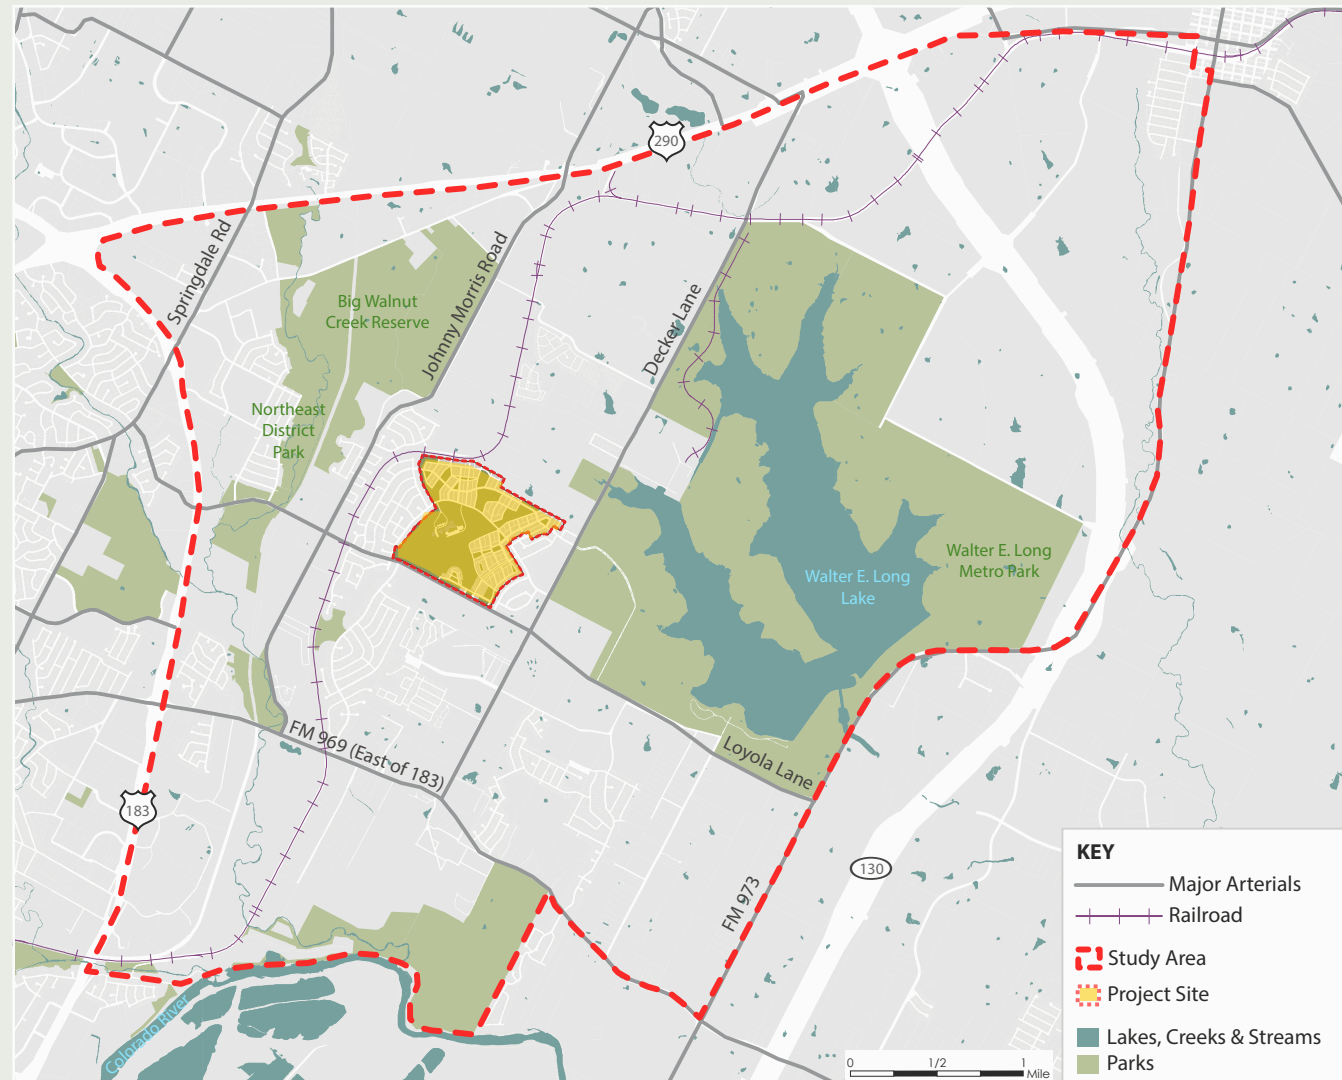 290
Springdale Rd
Johnny Morris Road
Big Walnut
Creek Reserve
Decker Lane
Northeast
District
Park
Walter E. Long
Metro Park
Walter E. Long
Lake
FM 969 (East of 183)
Loyola Lane
183
130
FM 973
Colorado River
KEY
Major Arterials
Railroad
Study Area
Project Site
Lakes, Creeks & Streams
Parks
0 1/2 1
Mile